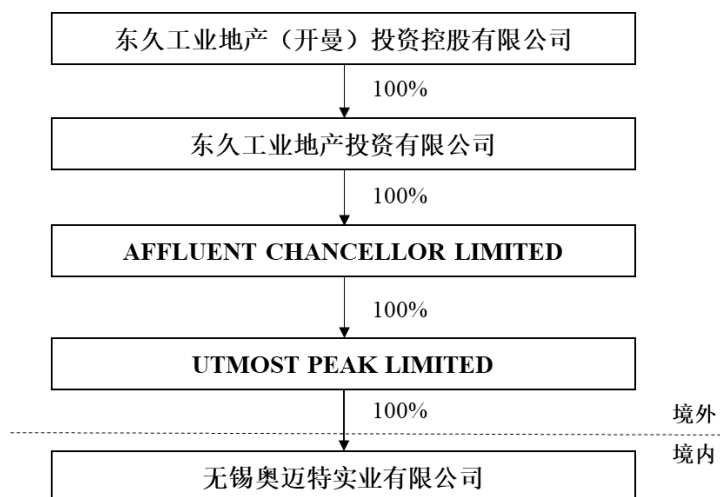 东久工业地产（开曼）投资控股有限公司
100%
东久工业地产投资有限公司
100%
AFFLUENT CHANCELLOR LIMITED
100%
UTMOST PEAK LIMITED
100%
境外
境内
无锡奥迈特实业有限公司